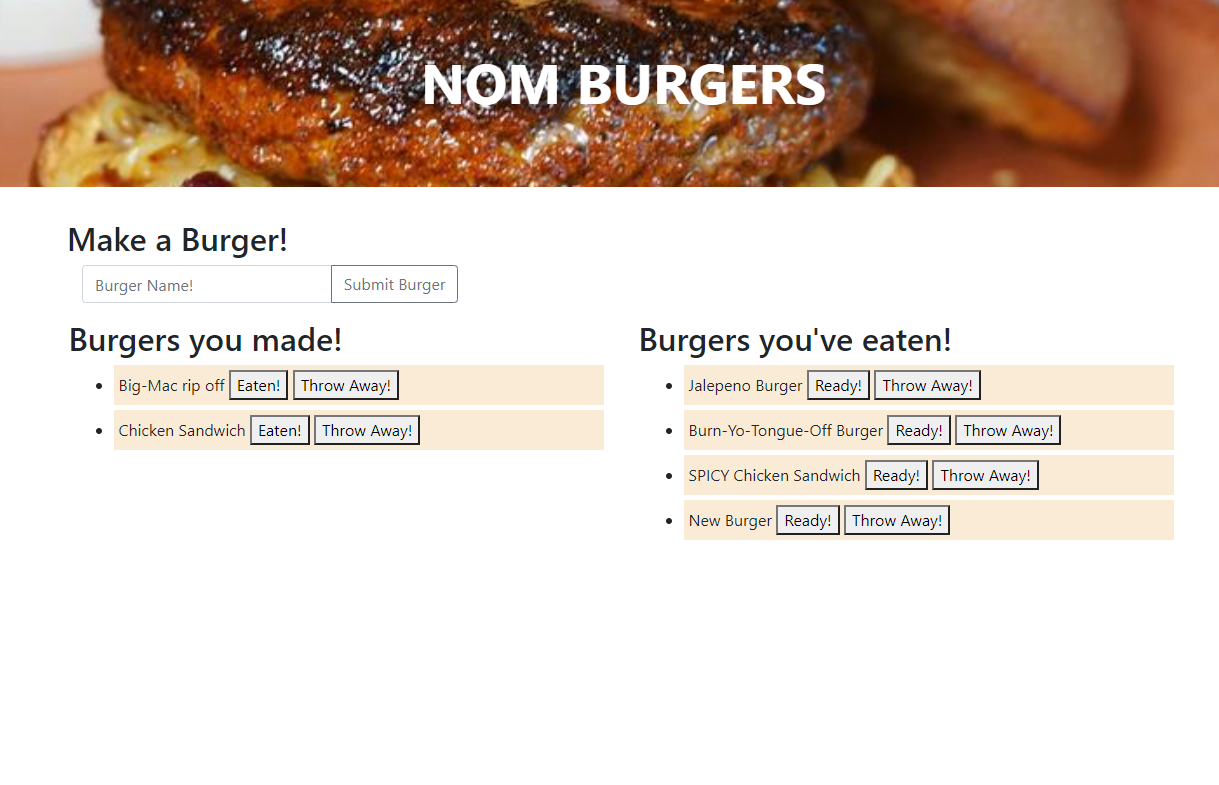 NOM BURGERS
Make a Burger!
Burger Name! Submit Burger
Burgers you made!
Big-Mac rip off Eaten! Throw Away!
Chicken Sandwich Eaten! Throw Away!
Burgers you've eaten!
Jalepeno Burger Ready! Throw Away!
Burn-Yo-Tongue-Off Burger Ready! Throw Away!
SPICY Chicken Sandwich Ready! Throw Away!
New Burger Ready! Throw Away!